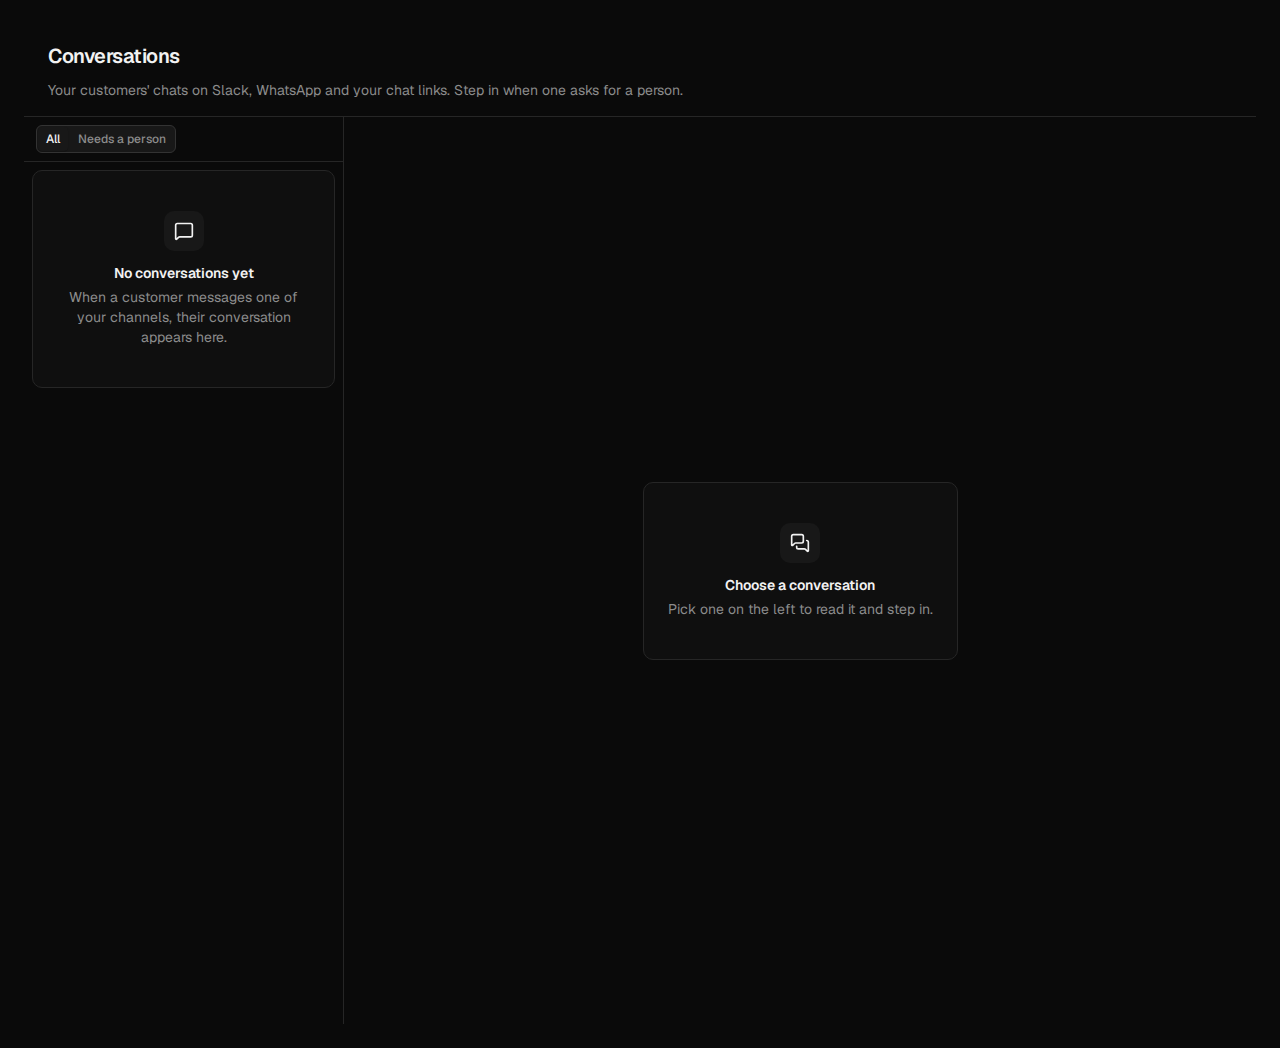 Conversations
Your customers' chats on Slack, WhatsApp and your chat links. Step in when one asks for a person.
All Needs a person
No conversations yet
When a customer messages one of
your channels, their conversation
appears here.
Choose a conversation
Pick one on the left to read it and step in.